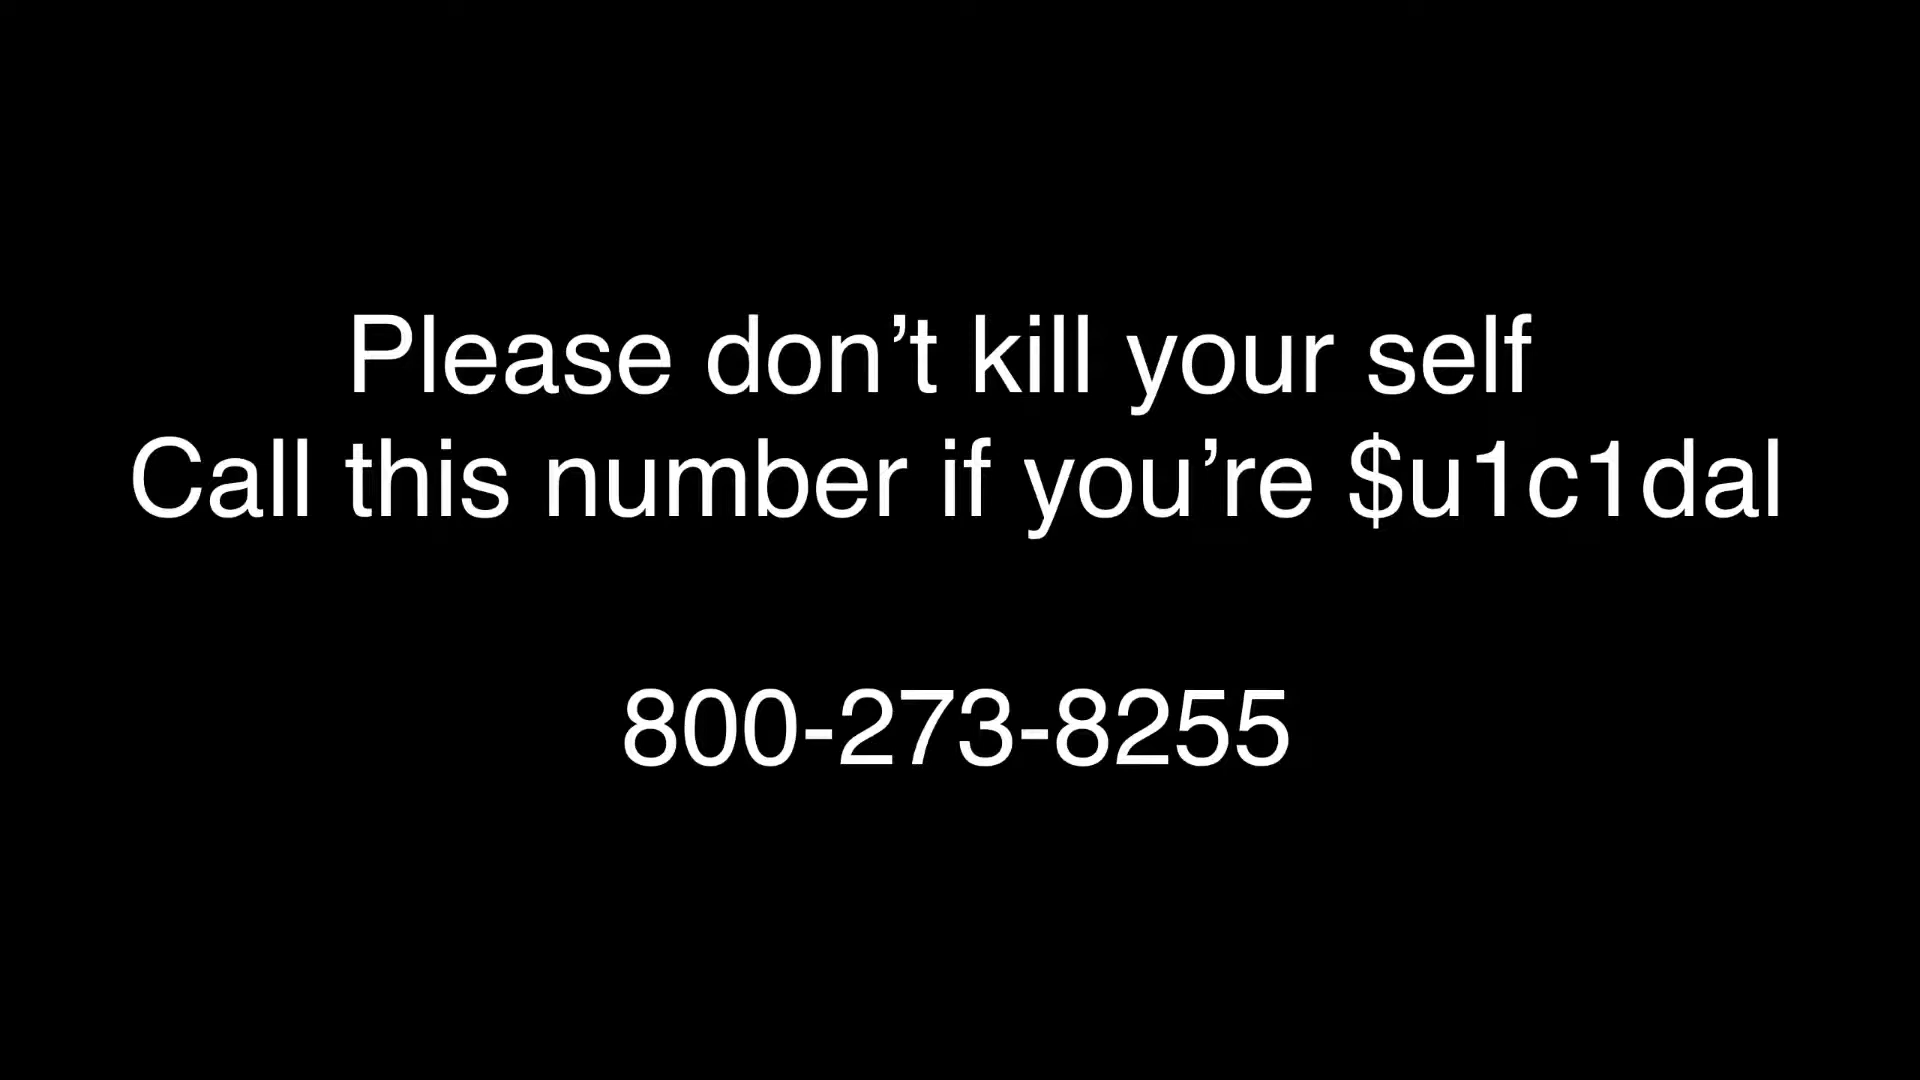 Please don’t kill your self
Call this number if you’re $u1c1dal
800-273-8255